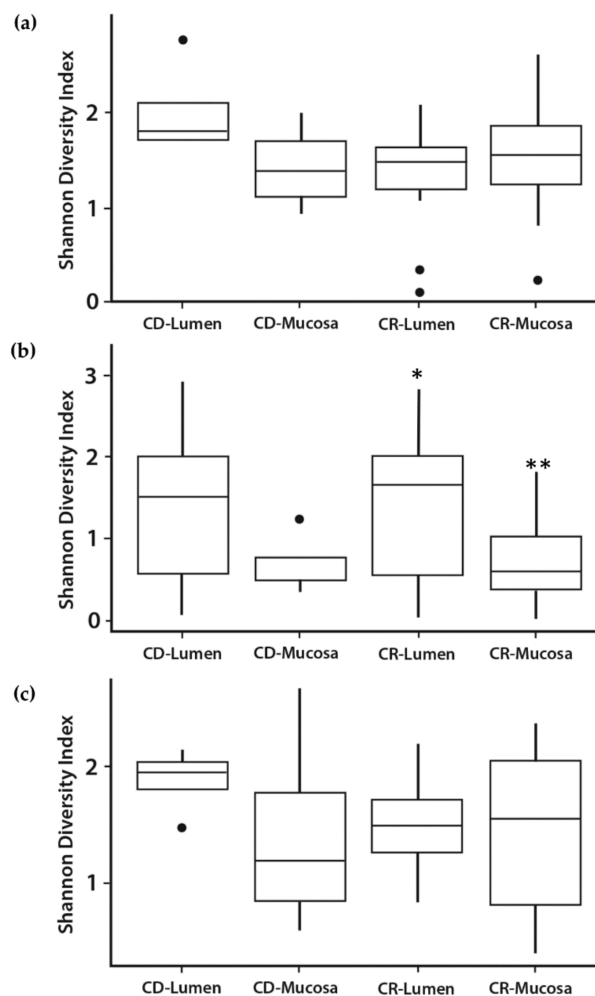 (a)
Shannon Diversity Index
2
1
0
CD-Lumen CD-Mucosa CR-Lumen CR-Mucosa
(b)
Shannon Diversity Index
3
2
1
0
*
**
CD-Lumen CD-Mucosa CR-Lumen CR-Mucosa
(c)
Shannon Diversity Index
2
1
CD-Lumen CD-Mucosa CR-Lumen CR-Mucosa